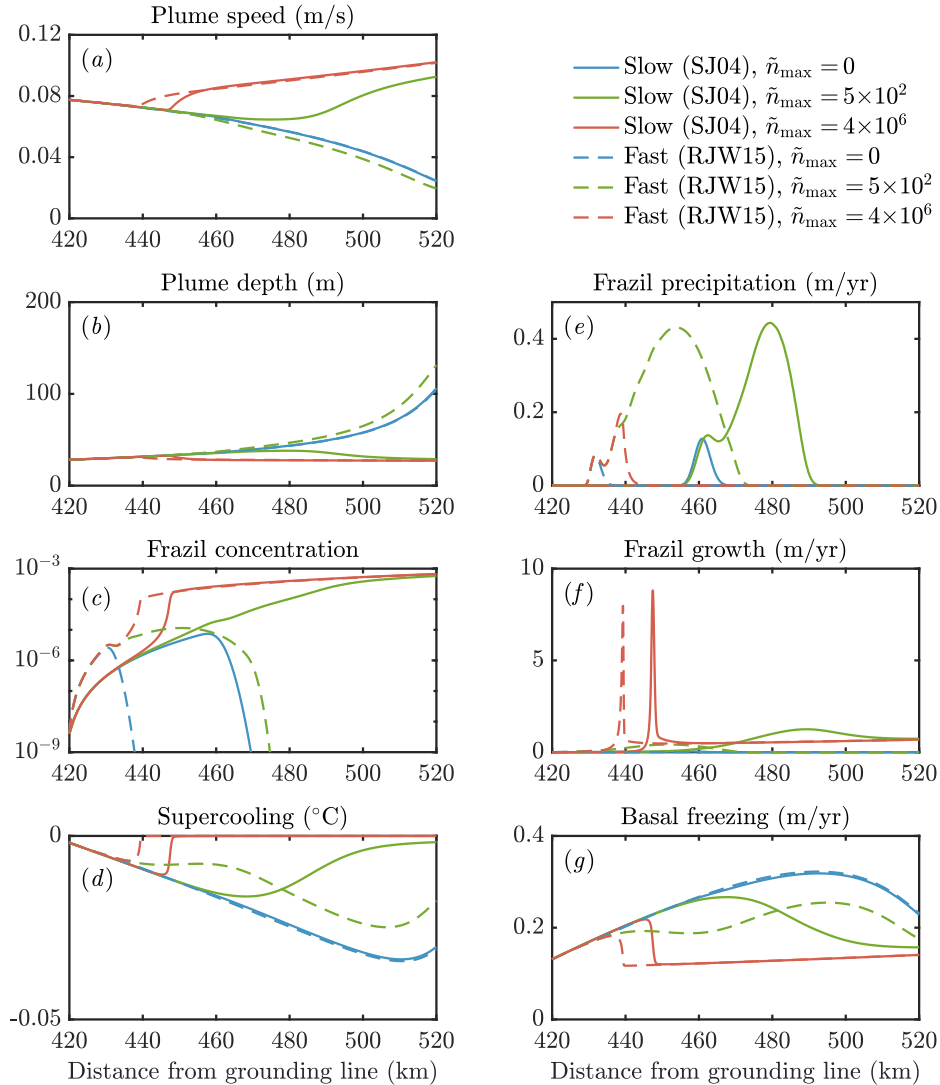 Plume speed (m/s)
0.12
(a)
0.08
0.04
0
420 440 460 480 500 520
Slow (SJ04), ñmax = 0
Slow (SJ04), ñmax = 5×10²
Slow (SJ04), ñmax = 4×10⁶
Fast (RJW15), ñmax = 0
Fast (RJW15), ñmax = 5×10²
Fast (RJW15), ñmax = 4×10⁶
Plume depth (m)
200
(b)
100
0
420 440 460 480 500 520
Frazil precipitation (m/yr)
(e)
0.4
0.2
0
420 440 460 480 500 520
Frazil concentration
10⁻³
(c)
10⁻⁶
10⁻⁹
420 440 460 480 500 520
Frazil growth (m/yr)
10
(f)
5
0
420 440 460 480 500 520
Supercooling (°C)
0
(d)
-0.05
420 440 460 480 500 520
Distance from grounding line (km)
Basal freezing (m/yr)
0.4
(g)
0.2
0
420 440 460 480 500 520
Distance from grounding line (km)